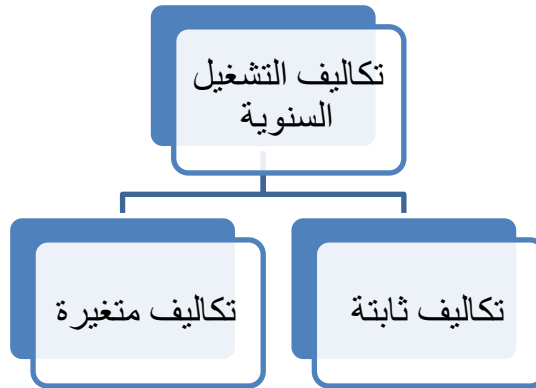 تكاليف التشغيل
السنوية
تكاليف ثابتة
تكاليف متغيرة